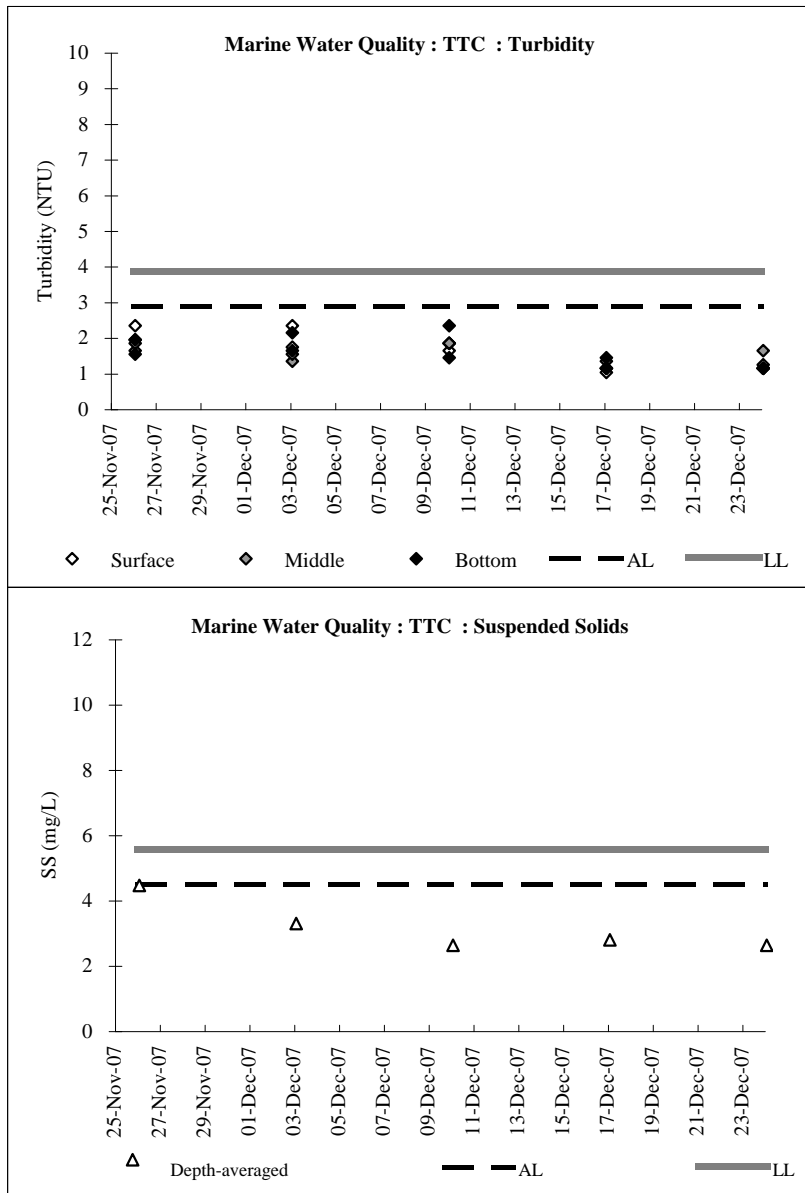 Marine Water Quality : TTC : Turbidity
10
9
8
7
6
5
4
3
2
1
0
Turbidity (NTU)
25-Nov-07
27-Nov-07
29-Nov-07
01-Dec-07
03-Dec-07
05-Dec-07
07-Dec-07
09-Dec-07
11-Dec-07
13-Dec-07
15-Dec-07
17-Dec-07
19-Dec-07
21-Dec-07
23-Dec-07
Surface Middle Bottom AL LL
Marine Water Quality : TTC : Suspended Solids
12
10
8
6
4
2
0
SS (mg/L)
25-Nov-07
27-Nov-07
29-Nov-07
01-Dec-07
03-Dec-07
05-Dec-07
07-Dec-07
09-Dec-07
11-Dec-07
13-Dec-07
15-Dec-07
17-Dec-07
19-Dec-07
21-Dec-07
23-Dec-07
Depth-averaged AL LL